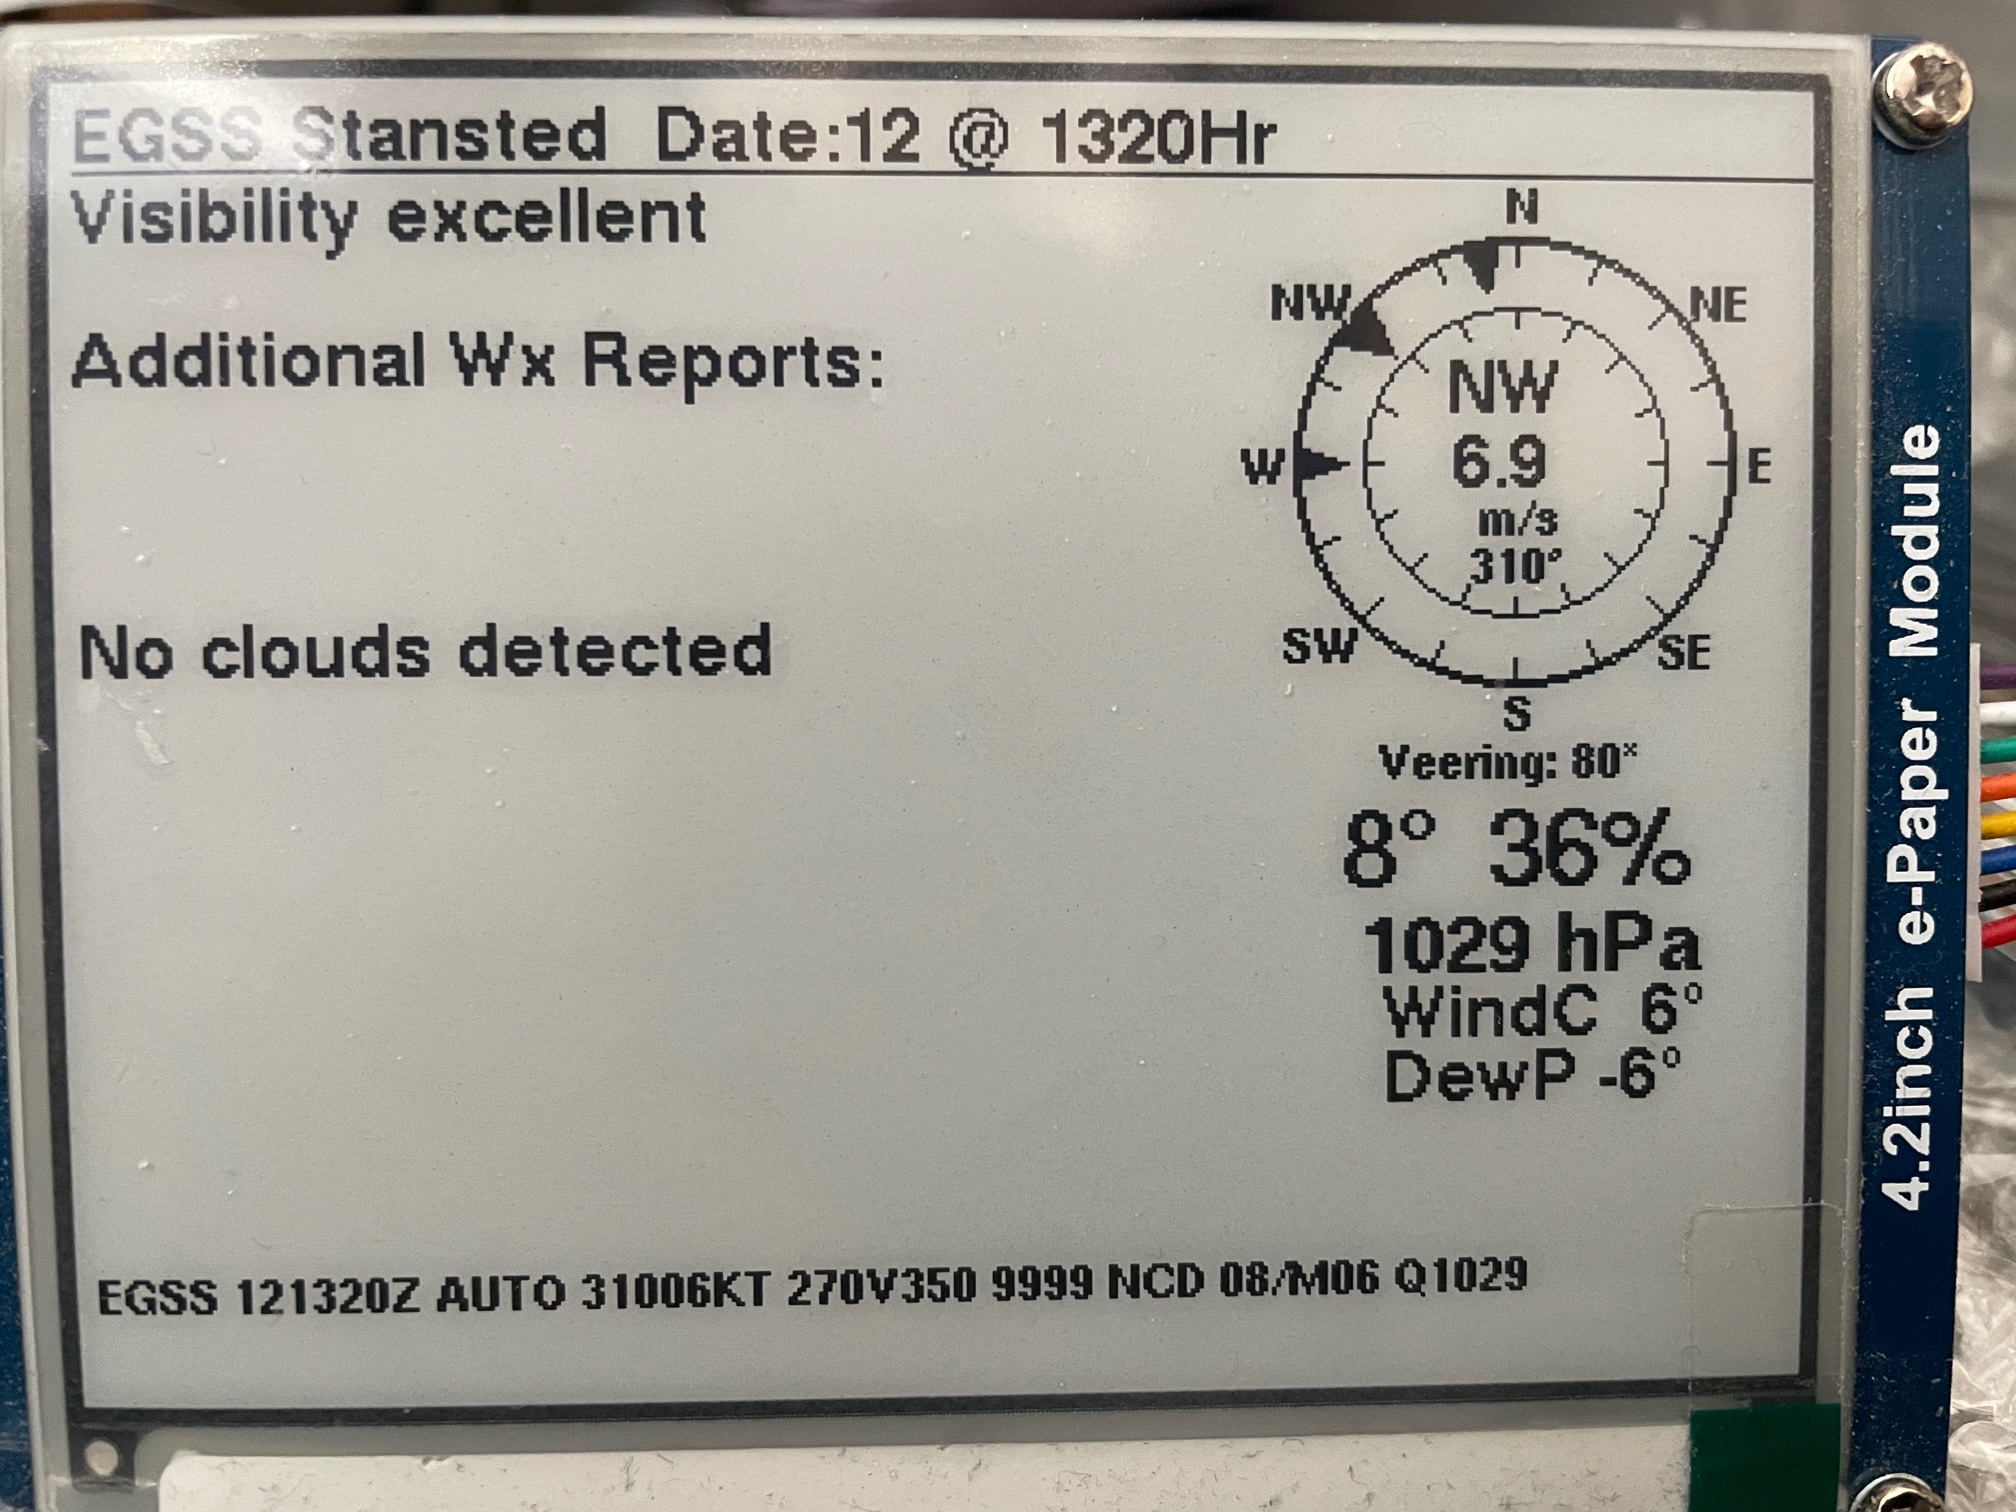 EGSS Stansted Date:12 @ 1320Hr
Visibility excellent
Additional Wx Reports:
No clouds detected
N
NW
NE
W
E
SW
SE
S
NW
6.9
m/s
310°
Veering: 80°
8° 36%
1029 hPa
WindC 6°
DewP -6°
EGSS 121320Z AUTO 31006KT 270V350 9999 NCD 08/M06 Q1029
4.2inch e-Paper Module